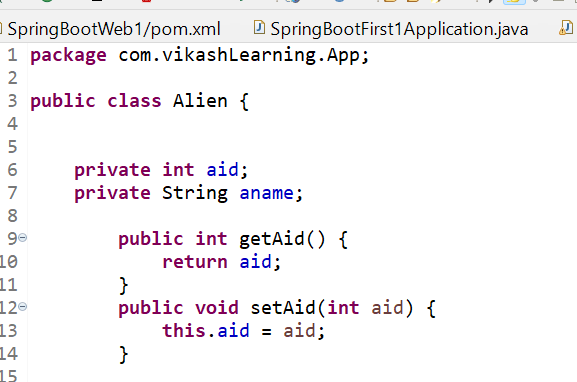 SpringBootWeb1/pom.xml SpringBootFirst1Application.java
1 package com.vikashLearning.App;
2
3 public class Alien {
4
5
6 private int aid;
7 private String aname;
8
9 public int getAid() {
10 return aid;
11 }
12 public void setAid(int aid) {
13 this.aid = aid;
14 }
15